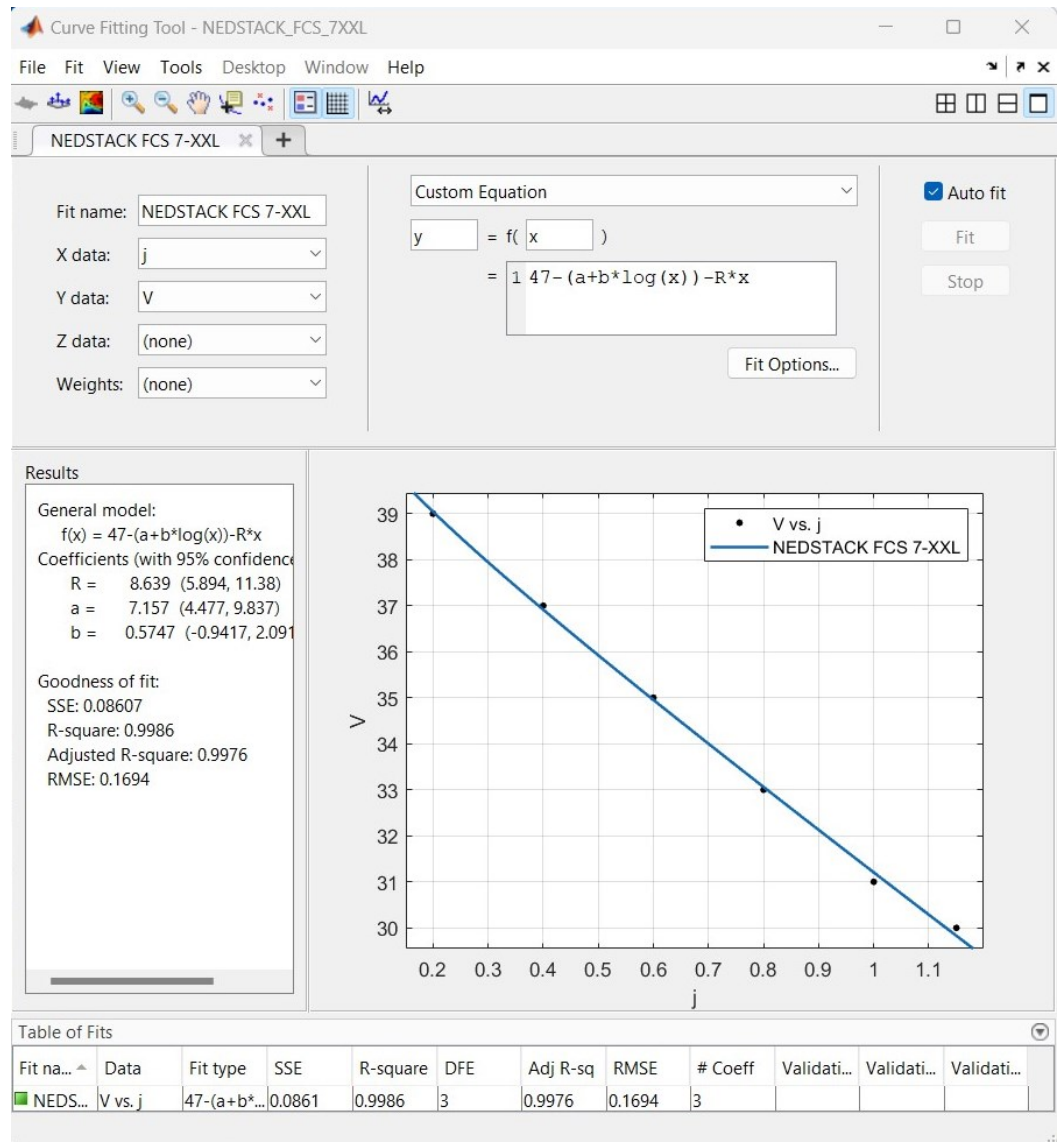 Curve Fitting Tool - NEDSTACK_FCS_7XXL
File Fit View Tools Desktop Window Help
NEDSTACK FCS 7-XXL
Fit name: NEDSTACK FCS 7-XXL
X data: j
Y data: V
Z data: (none)
Weights: (none)
Custom Equation
y = f( x )
= 1 47-(a+b*log(x))-R*x
Fit Options...
Auto fit
Fit
Stop
Results
General model:
f(x) = 47-(a+b*log(x))-R*x
Coefficients (with 95% confidence
R = 8.639 (5.894, 11.38)
a = 7.157 (4.477, 9.837)
b = 0.5747 (-0.9417, 2.091
Goodness of fit:
SSE: 0.08607
R-square: 0.9986
Adjusted R-square: 0.9976
RMSE: 0.1694
39
38
37
36
35
34
33
32
31
30
V
0.2 0.3 0.4 0.5 0.6 0.7 0.8 0.9 1 1.1
j
V vs. j
NEDSTACK FCS 7-XXL
Table of Fits
Fit na... Data Fit type SSE R-square DFE Adj R-sq RMSE # Coeff Validati... Validati... Validati...
NEDS... V vs. j 47-(a+b*... 0.0861 0.9986 3 0.9976 0.1694 3